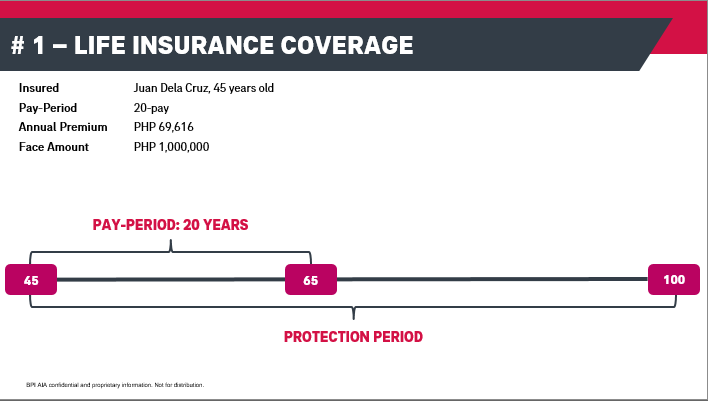 # 1 – LIFE INSURANCE COVERAGE
Insured Juan Dela Cruz, 45 years old
Pay-Period 20-pay
Annual Premium PHP 69,616
Face Amount PHP 1,000,000
PAY-PERIOD: 20 YEARS
45 65 100
PROTECTION PERIOD
BPI AIA confidential and proprietary information. Not for distribution.